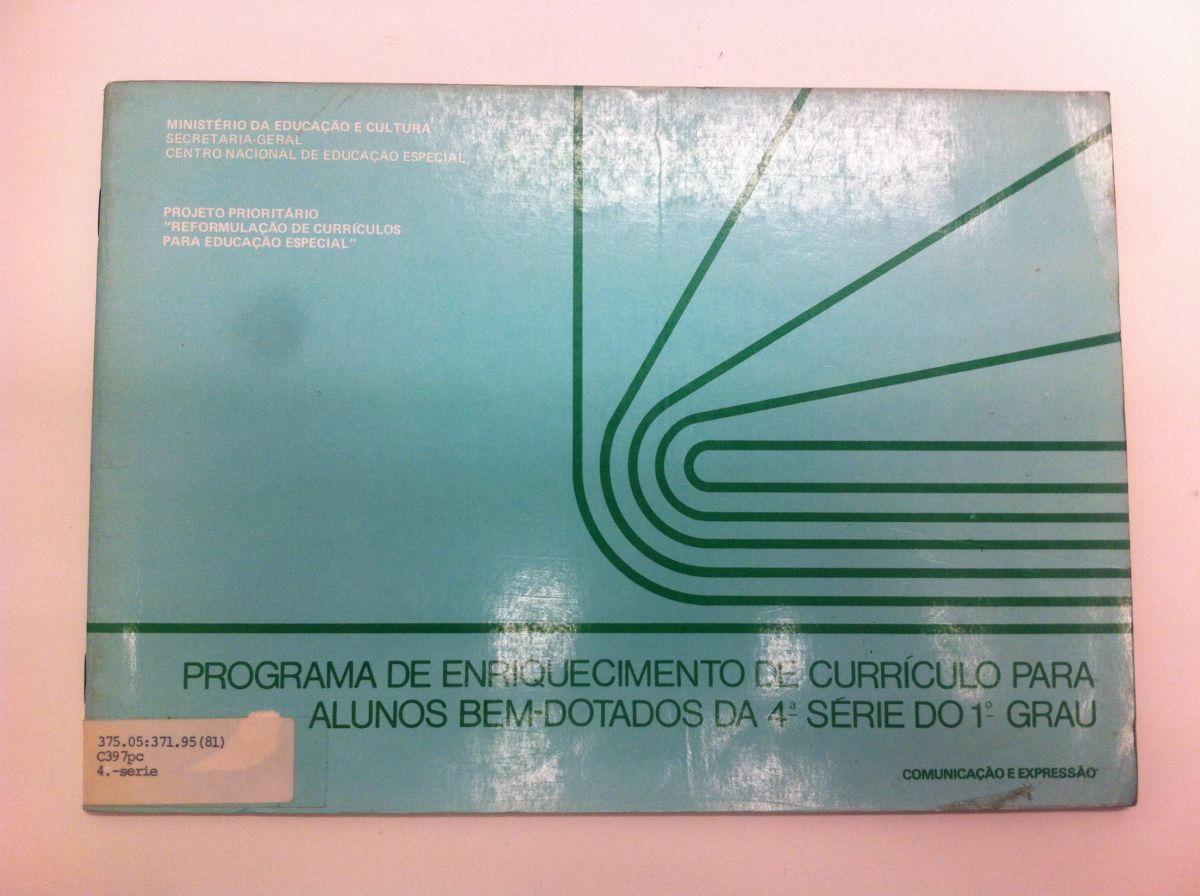 MINISTÉRIO DA EDUCAÇÃO E CULTURA
SECRETARIA-GERAL
CENTRO NACIONAL DE EDUCAÇÃO ESPECIAL
PROJETO PRIORITÁRIO
"REFORMULAÇÃO DE CURRÍCULOS
PARA EDUCAÇÃO ESPECIAL"
PROGRAMA DE ENRIQUECIMENTO DE CURRÍCULO PARA
ALUNOS BEM-DOTADOS DA 4ª SÉRIE DO 1º GRAU
375.05:371.95(81)
C397pc
4.-serie
COMUNICAÇÃO E EXPRESSÃO